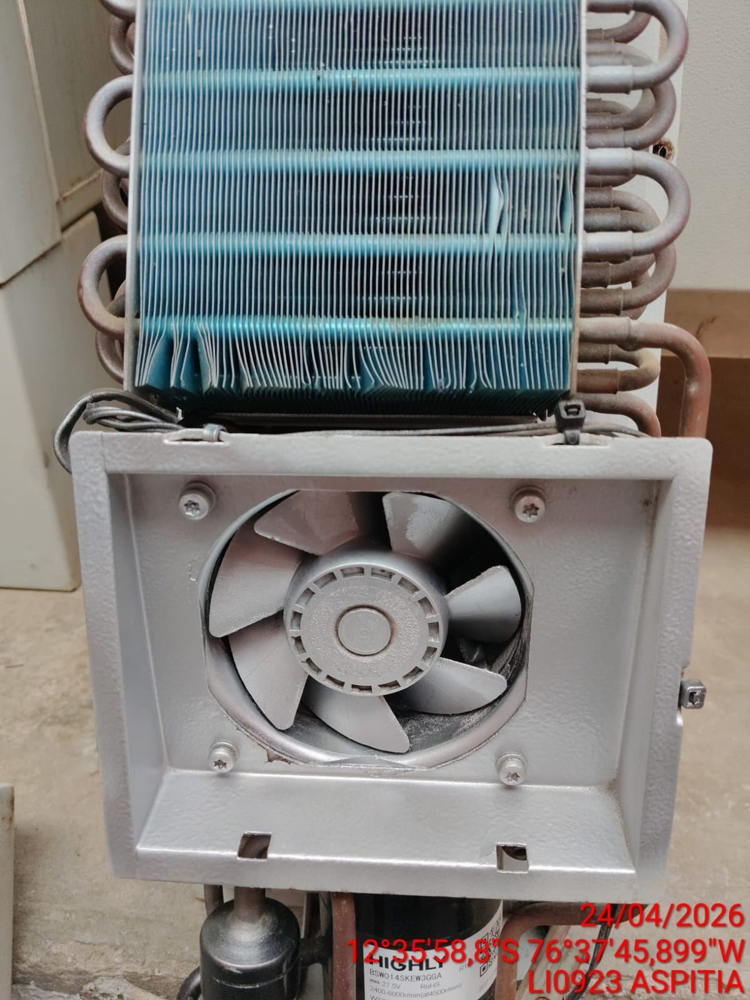 24/04/2026
12°35'58,8"S 76°37'45,899"W
LI0923 ASPITIA
HIGHLY
BSW014SKEW3GGA
27.5V RoHS
2400-6000r/min(at4500r/min)